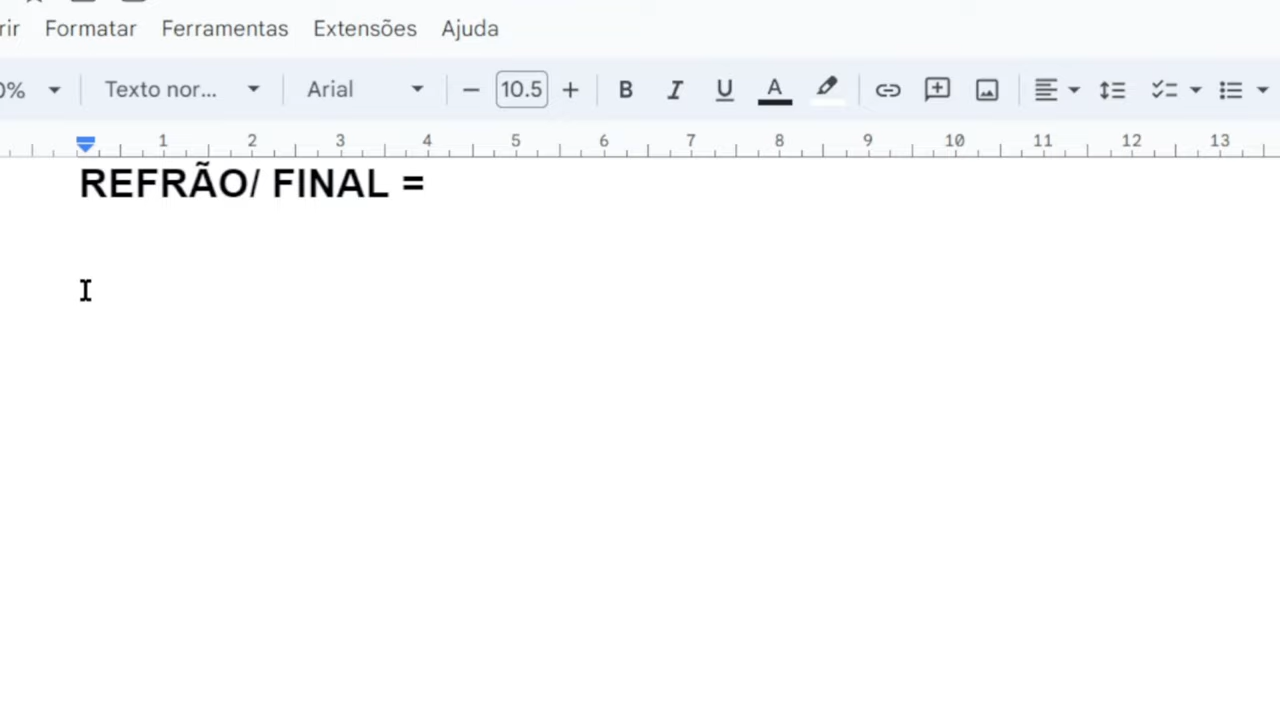 rir Formatar Ferramentas Extensões Ajuda
0% Texto nor... Arial − 10.5 + B I U A
1 2 3 4 5 6 7 8 9 10 11 12 13
REFRÃO/ FINAL =